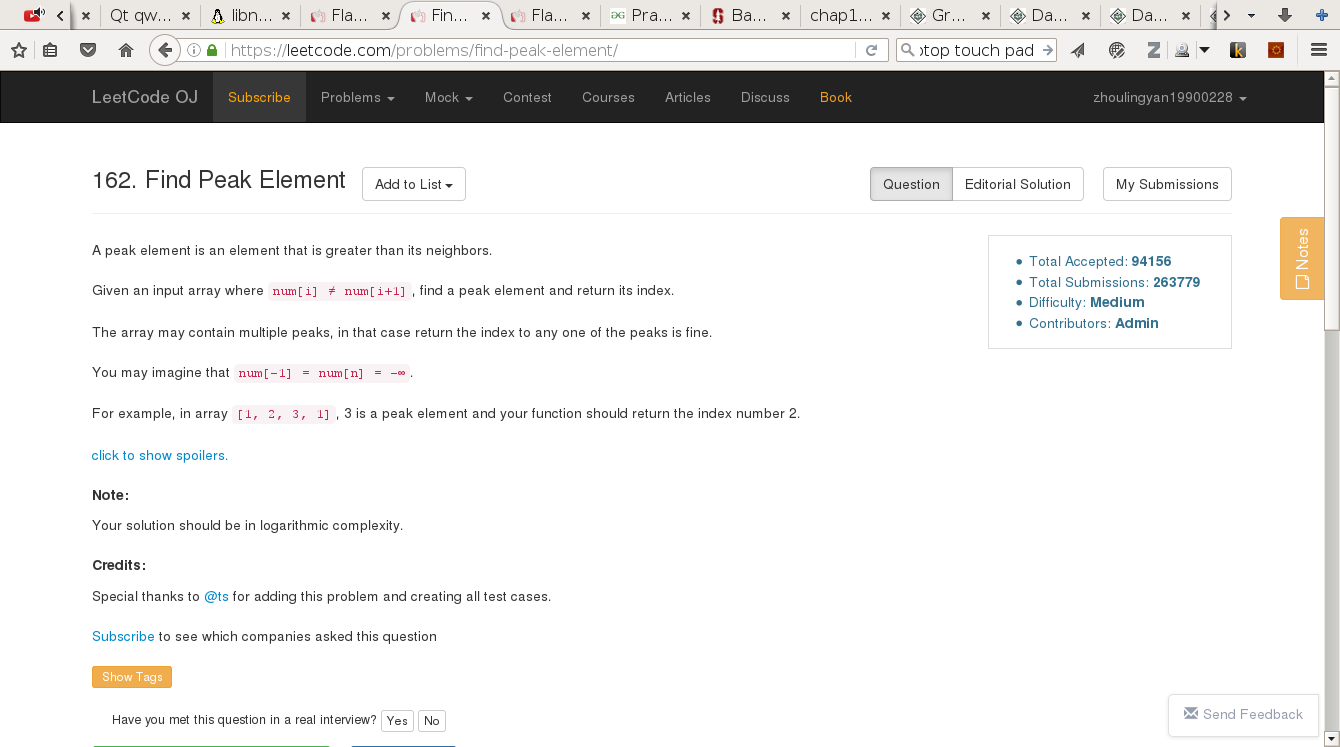 Qt qw... libn... Fla... Fin... Fla... Pra... Ba... chap1... Gr... Da... Da...
https://leetcode.com/problems/find-peak-element/ otop touch pad
LeetCode OJ Subscribe Problems Mock Contest Courses Articles Discuss Book zhoulingyan19900228
162. Find Peak Element Add to List Question Editorial Solution My Submissions
A peak element is an element that is greater than its neighbors.
Given an input array where num[i] ≠ num[i+1], find a peak element and return its index.
The array may contain multiple peaks, in that case return the index to any one of the peaks is fine.
You may imagine that num[-1] = num[n] = -∞.
For example, in array [1, 2, 3, 1], 3 is a peak element and your function should return the index number 2.
click to show spoilers.
Note:
Your solution should be in logarithmic complexity.
Credits:
Special thanks to @ts for adding this problem and creating all test cases.
Subscribe to see which companies asked this question
Show Tags
Have you met this question in a real interview? Yes No
Total Accepted: 94156
Total Submissions: 263779
Difficulty: Medium
Contributors: Admin
Notes
Send Feedback